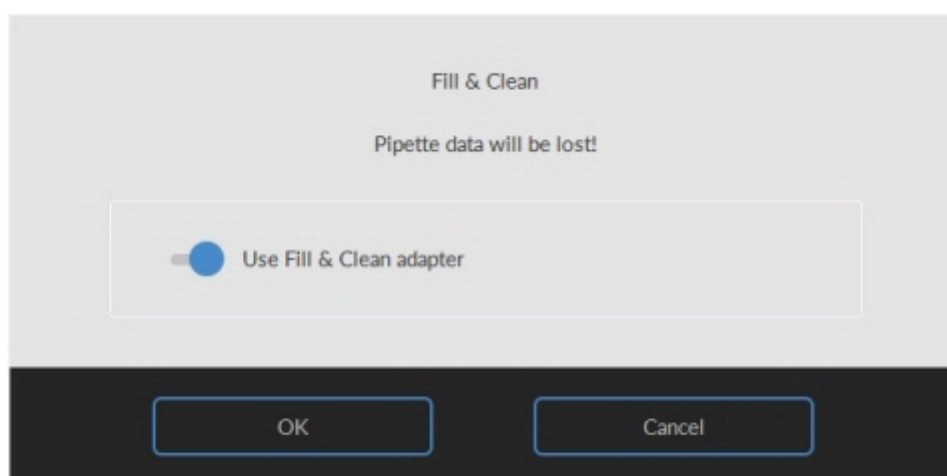 Fill & Clean
Pipette data will be lost!
Use Fill & Clean adapter
OK
Cancel